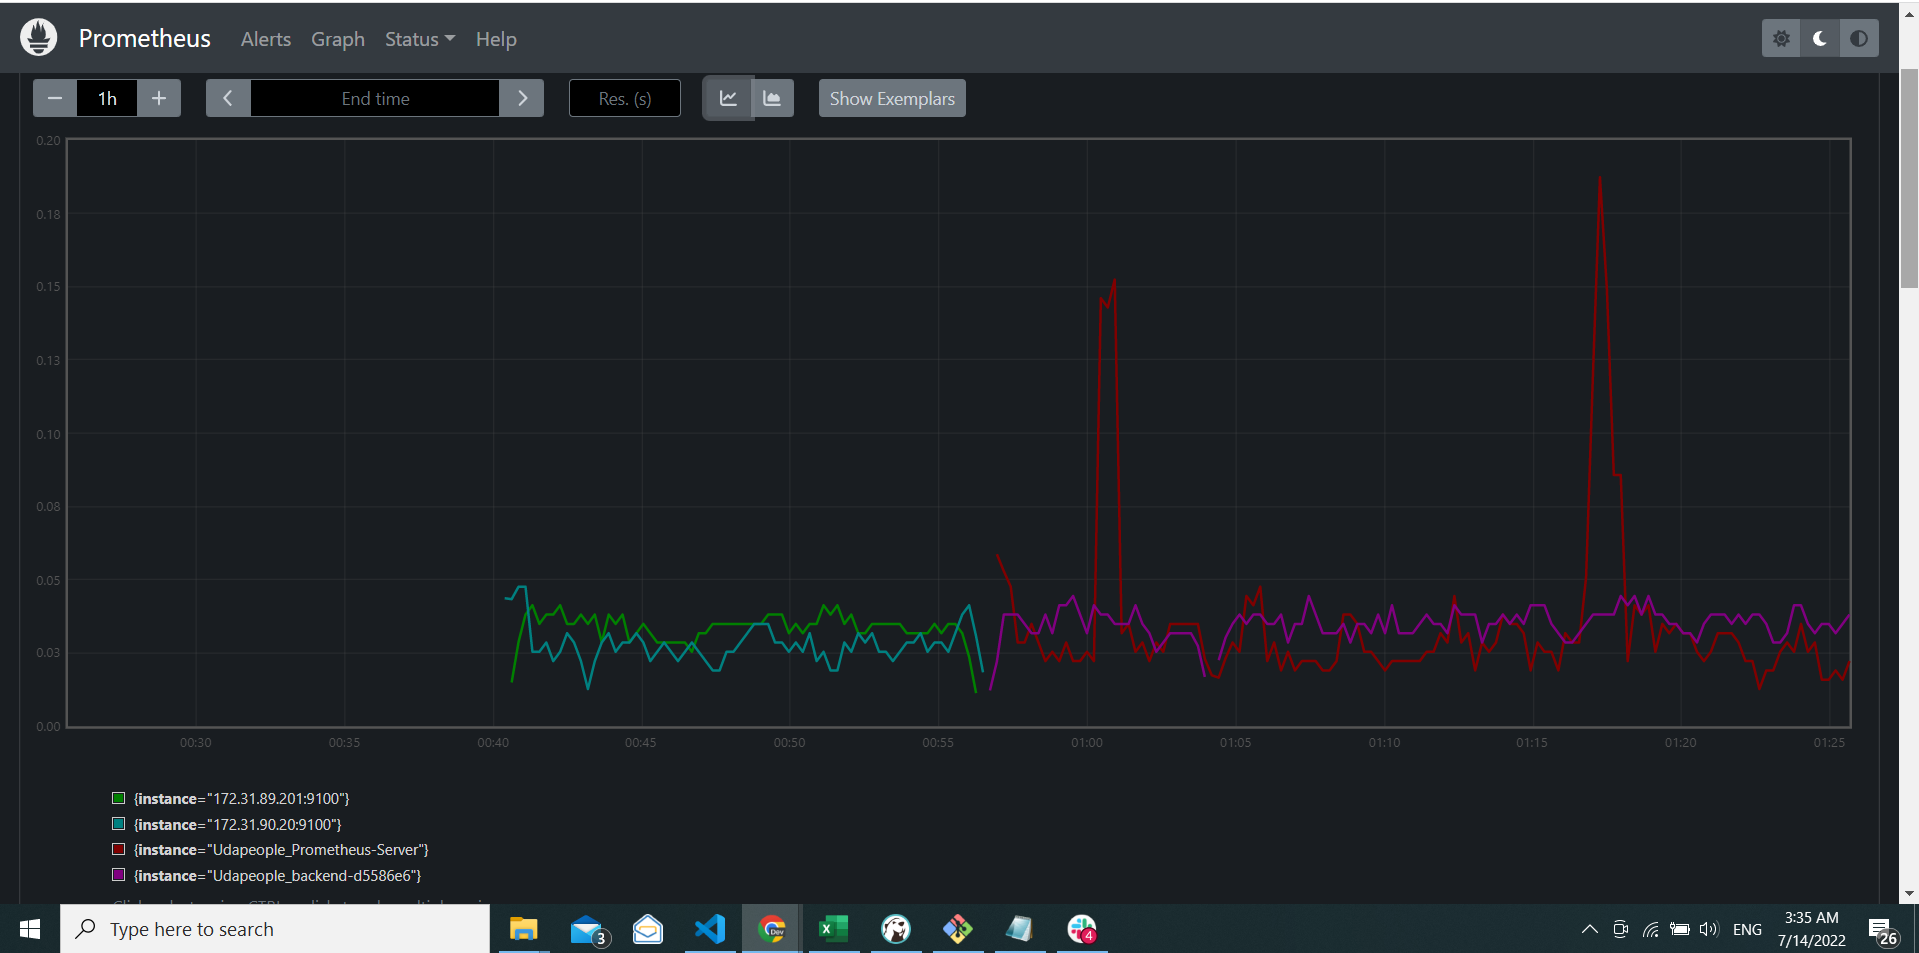 Prometheus Alerts Graph Status Help
1h End time Res. (s) Show Exemplars
0.20
0.18
0.15
0.13
0.10
0.08
0.05
0.03
0.00
00:30 00:35 00:40 00:45 00:50 00:55 01:00 01:05 01:10 01:15 01:20 01:25
{instance="172.31.89.201:9100"}
{instance="172.31.90.20:9100"}
{instance="Udapeople_Prometheus-Server"}
{instance="Udapeople_backend-d5586e6"}
Type here to search
Dev
3
4
ENG
3:35 AM
7/14/2022
26